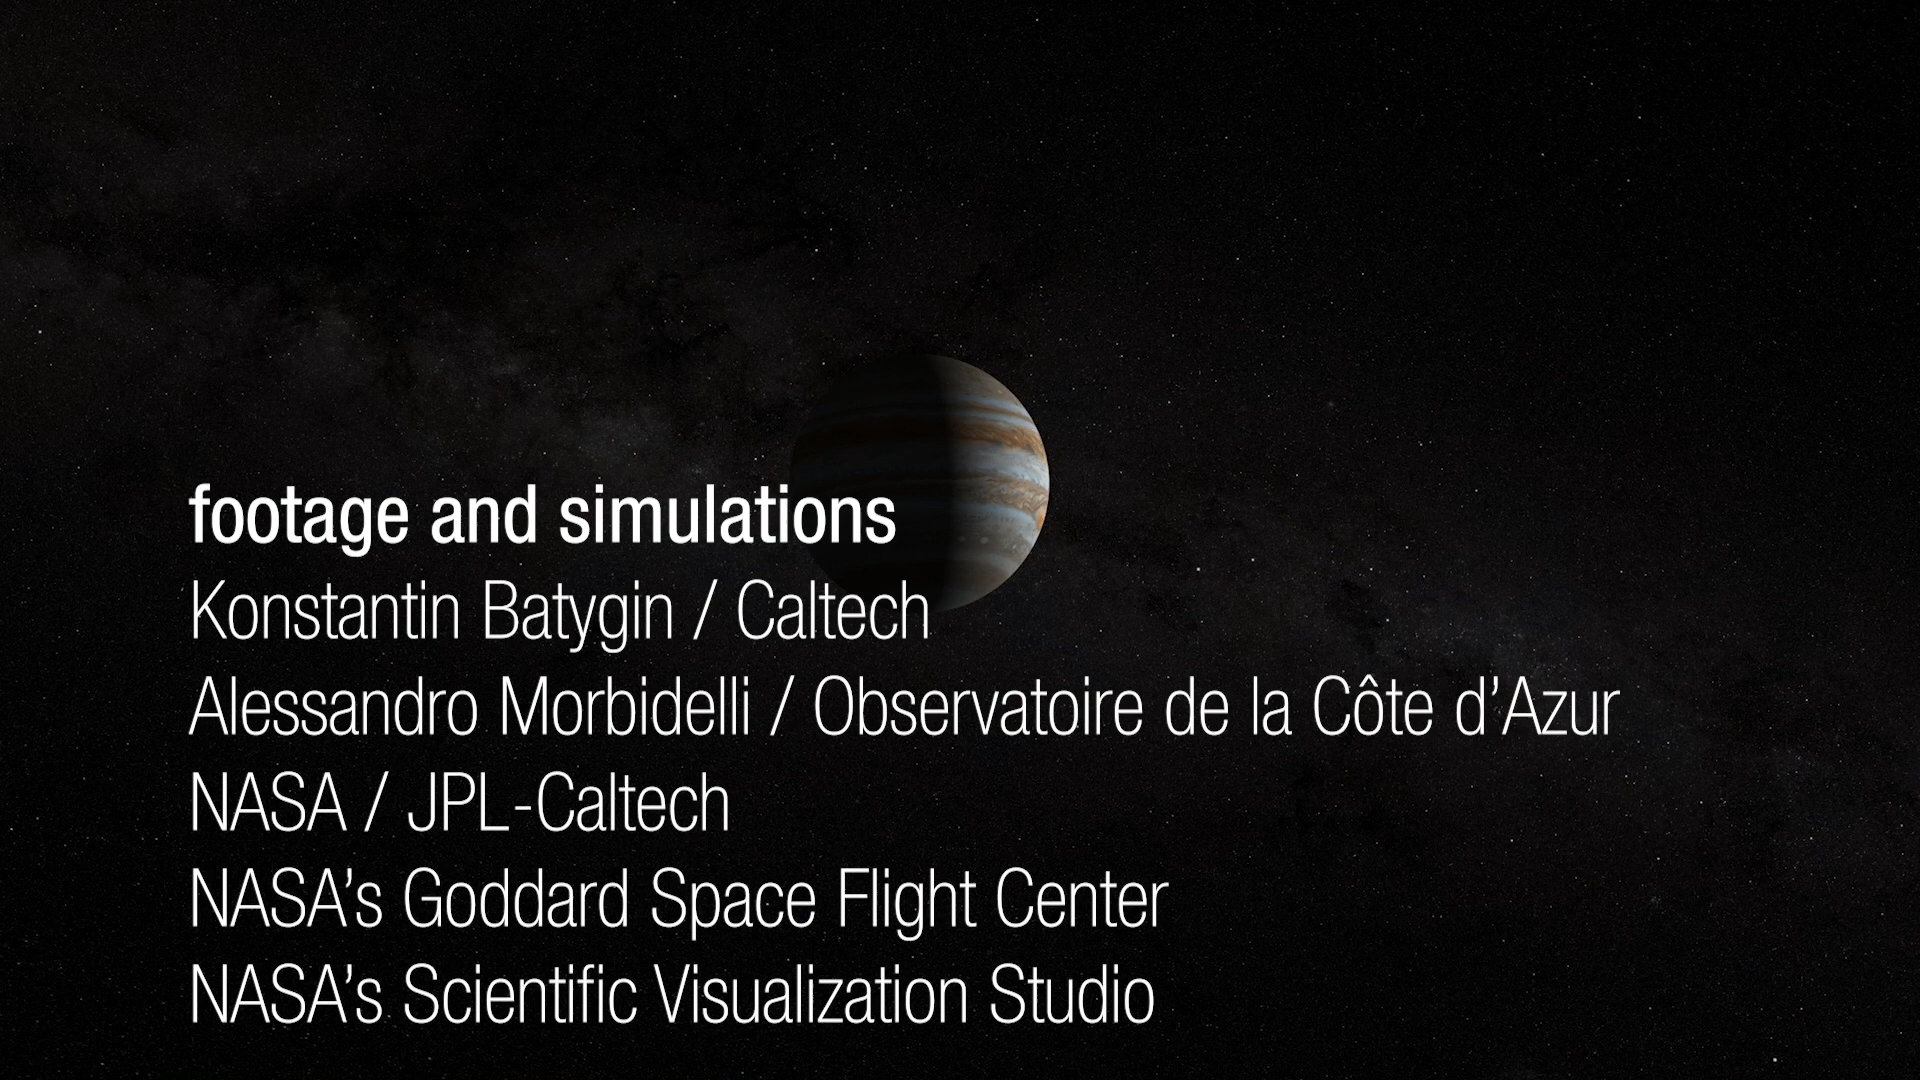 footage and simulations
Konstantin Batygin / Caltech
Alessandro Morbidelli / Observatoire de la Côte d’Azur
NASA / JPL-Caltech
NASA’s Goddard Space Flight Center
NASA’s Scientific Visualization Studio